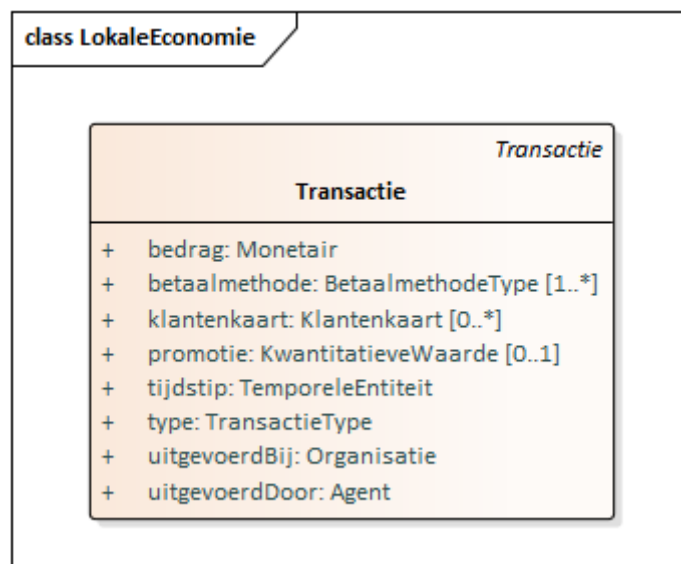 class LokaleEconomie
Transactie
Transactie
+ bedrag: Monetair
+ betaalmethode: BetaalmethodeType [1..*]
+ klantenkaart: Klantenkaart [0..*]
+ promotie: KwantitatieveWaarde [0..1]
+ tijdstip: TemporeleEntiteit
+ type: TransactieType
+ uitgevoerdBij: Organisatie
+ uitgevoerdDoor: Agent